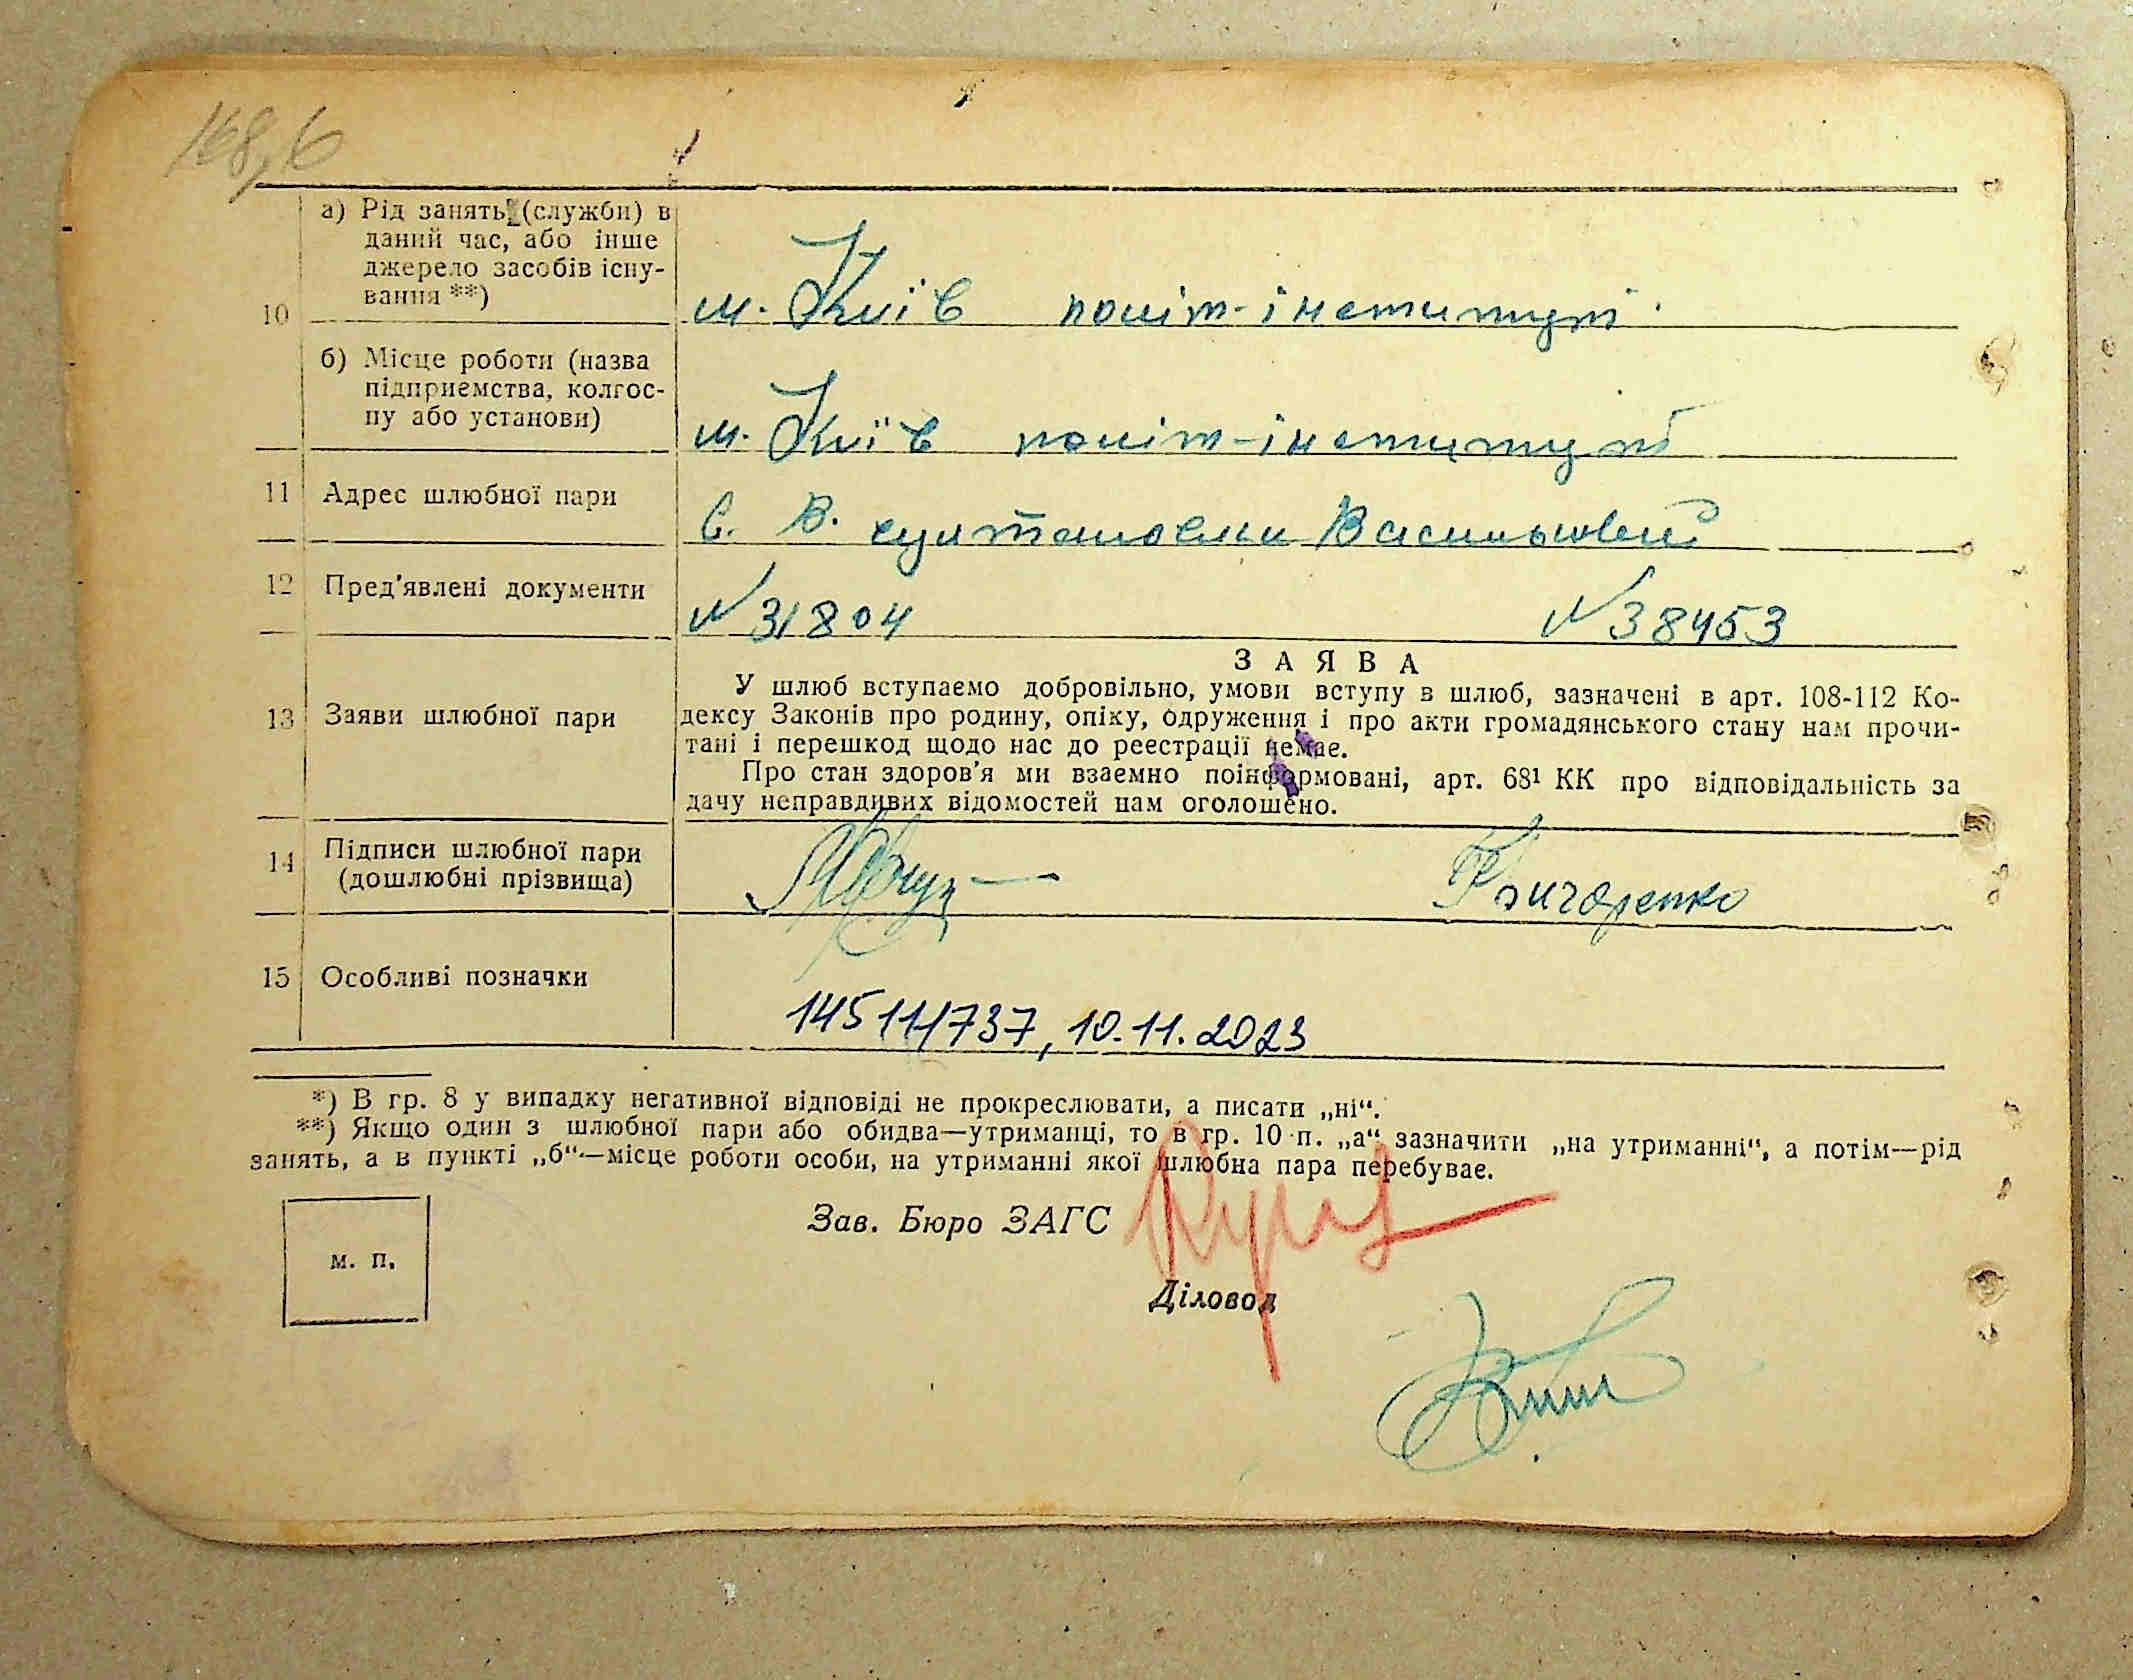 168,б
10
а) Рід занять (служби) в
даний час, або інше
джерело засобів існу-
вання **)
м. Київ політ-інститут.
б) Місце роботи (назва
підприємства, колгос-
пу або установи)
м. Київ політ-інститут
11 Адрес шлюбної пари
с. В. султановка Васильков
12 Пред'явлені документи
№31804 №38453
З А Я В А
13 Заяви шлюбної пари
У шлюб вступаємо добровільно, умови вступу в шлюб, зазначені в арт. 108-112 Ко-
дексу Законів про родину, опіку, одруження і про акти громадянського стану нам прочи-
тані і перешкод щодо нас до реєстрації немає.
Про стан здоров'я ми взаємно поінформовані, арт. 68¹ КК про відповідальність за
дачу неправдивих відомостей нам оголошено.
14 Підписи шлюбної пари
(дошлюбні прізвища)
Гончаренко
15 Особливі позначки
14511/737, 10.11.2023
*) В гр. 8 у випадку негативної відповіді не прокреслювати, а писати „ні“.
**) Якщо один з шлюбної пари або обидва—утриманці, то в гр. 10 п. „а“ зазначити „на утриманні“, а потім—рід
занять, а в пункті „б“—місце роботи особи, на утриманні якої шлюбна пара перебуває.
Зав. Бюро ЗАГС
м. п.
Діловод